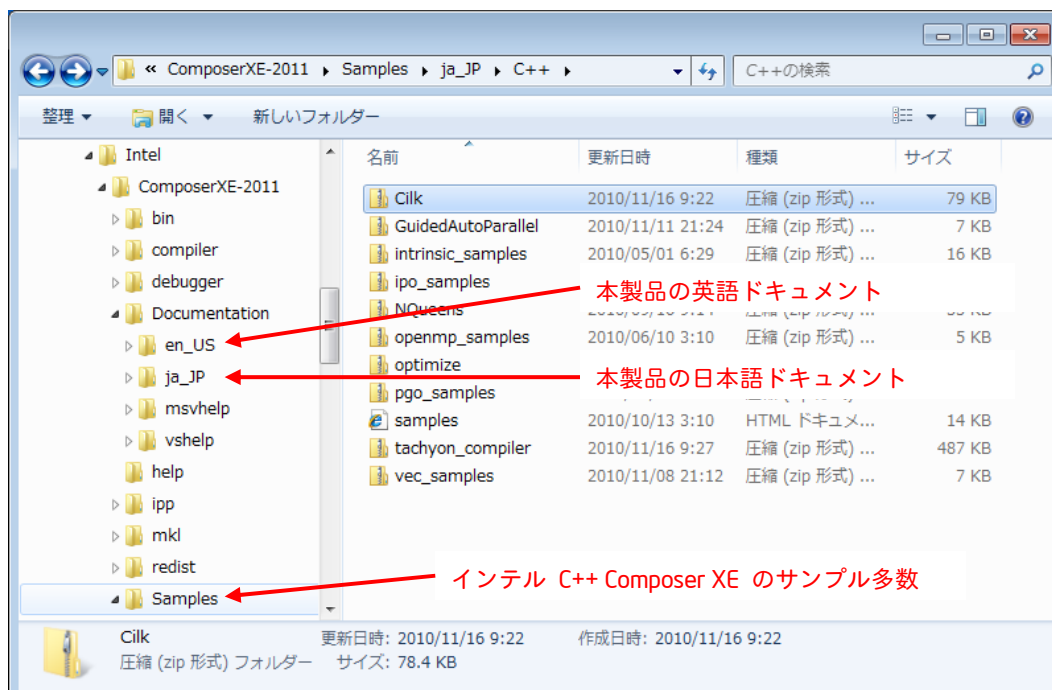 « ComposerXE-2011 ▸ Samples ▸ ja_JP ▸ C++ ▸
C++の検索
整理 ▼ 開く ▼ 新しいフォルダー
Intel
ComposerXE-2011
bin
compiler
debugger
Documentation
en_US
ja_JP
msvhelp
vshelp
help
ipp
mkl
redist
Samples
名前 更新日時 種類 サイズ
Cilk 2010/11/16 9:22 圧縮 (zip 形式) ... 79 KB
GuidedAutoParallel 2010/11/11 21:24 圧縮 (zip 形式) ... 7 KB
intrinsic_samples 2010/05/01 6:29 圧縮 (zip 形式) ... 16 KB
ipo_samples
本製品の英語ドキュメント
NQueens
openmp_samples 2010/06/10 3:10 圧縮 (zip 形式) ... 5 KB
optimize
本製品の日本語ドキュメント
pgo_samples
samples 2010/10/13 3:10 HTML ドキュメ... 14 KB
tachyon_compiler 2010/11/16 9:27 圧縮 (zip 形式) ... 487 KB
vec_samples 2010/11/08 21:12 圧縮 (zip 形式) ... 7 KB
インテル C++ Composer XE のサンプル多数
Cilk 更新日時: 2010/11/16 9:22 作成日時: 2010/11/16 9:22
圧縮 (zip 形式) フォルダー サイズ: 78.4 KB